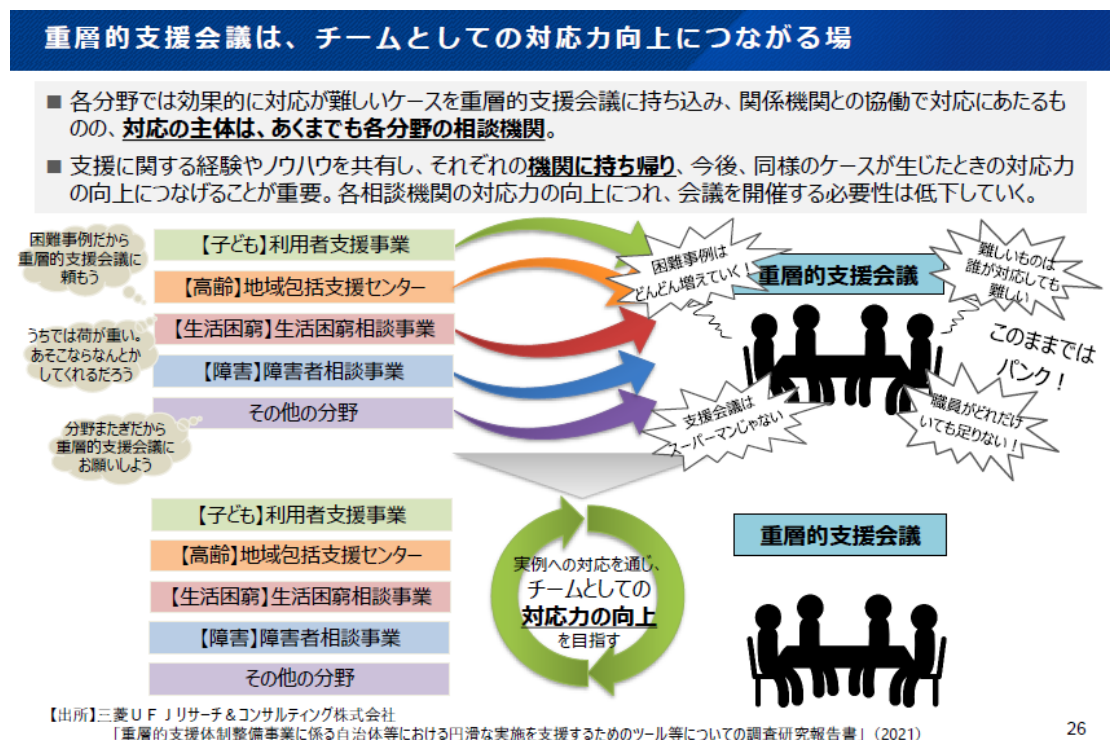 重層的支援会議は、チームとしての対応力向上につながる場
■ 各分野では効果的に対応が難しいケースを重層的支援会議に持ち込み、関係機関との協働で対応にあたるも
のの、対応の主体は、あくまでも各分野の相談機関。
■ 支援に関する経験やノウハウを共有し、それぞれの機関に持ち帰り、今後、同様のケースが生じたときの対応力
の向上につなげることが重要。各相談機関の対応力の向上につれ、会議を開催する必要性は低下していく。
困難事例だから
重層的支援会議に
頼もう
うちでは荷が重い。
あそこならなんとか
してくれるだろう
分野またぎだから
重層的支援会議に
お願いしよう
【子ども】利用者支援事業
【高齢】地域包括支援センター
【生活困窮】生活困窮相談事業
【障害】障害者相談事業
その他の分野
困難事例は
どんどん増えていく！
重層的支援会議
難しいものは
誰が対応しても
難しい
このままでは
パンク！
支援会議は
スーパーマンじゃない
職員がどれだけ
いても足りない！
【子ども】利用者支援事業
【高齢】地域包括支援センター
【生活困窮】生活困窮相談事業
【障害】障害者相談事業
その他の分野
実例への対応を通じ、
チームとしての
対応力の向上
を目指す
重層的支援会議
【出所】三菱ＵＦＪリサーチ＆コンサルティング株式会社
「重層的支援体制整備事業に係る自治体等における円滑な実施を支援するためのツール等についての調査研究報告書」（2021）
26